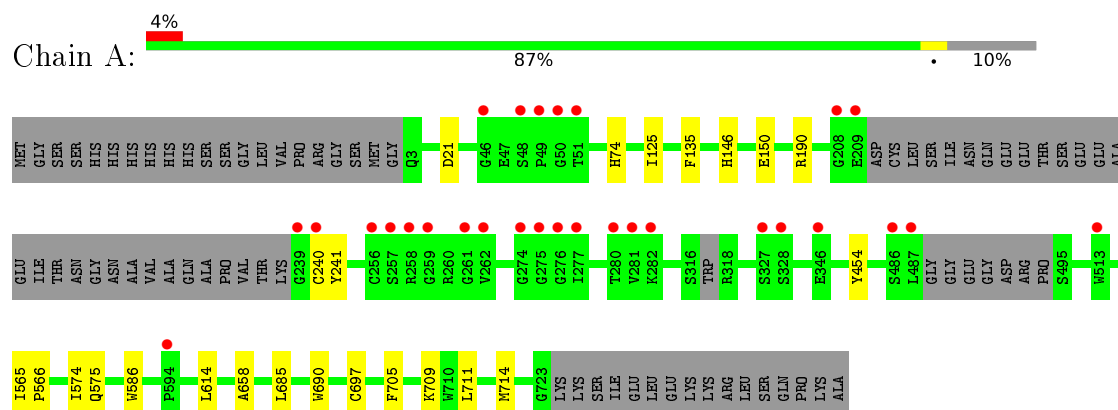 4%
Chain A:
87%
.
10%
MET GLY SER SER HIS HIS HIS HIS HIS HIS SER SER GLY LEU VAL PRO ARG GLY SER MET GLY Q3 D21 G46 E47 S48 P49 G50 T51 H74 I125 F135 H146 E150 R190 G208 E209 ASP CYS LEU SER ILE ASN GLN GLU GLU THR SER GLU GLU ALA
GLU ILE THR ASN GLY ASN ALA VAL ALA GLN ALA PRO VAL THR LYS G239 C240 Y241 C256 S257 R258 G259 R260 G261 V262 G274 G275 G276 I277 T280 V281 K282 S316 TRP R318 S327 S328 E346 Y454 S486 L487 GLY GLY GLU GLY ASP ARG PRO S495 W513
I565 P566 I574 Q575 W586 P594 L614 A658 L685 W690 C697 F705 K709 W710 L711 M714 G723 LYS LYS SER ILE GLU LEU GLU LYS LYS ARG LEU SER GLN PRO LYS ALA